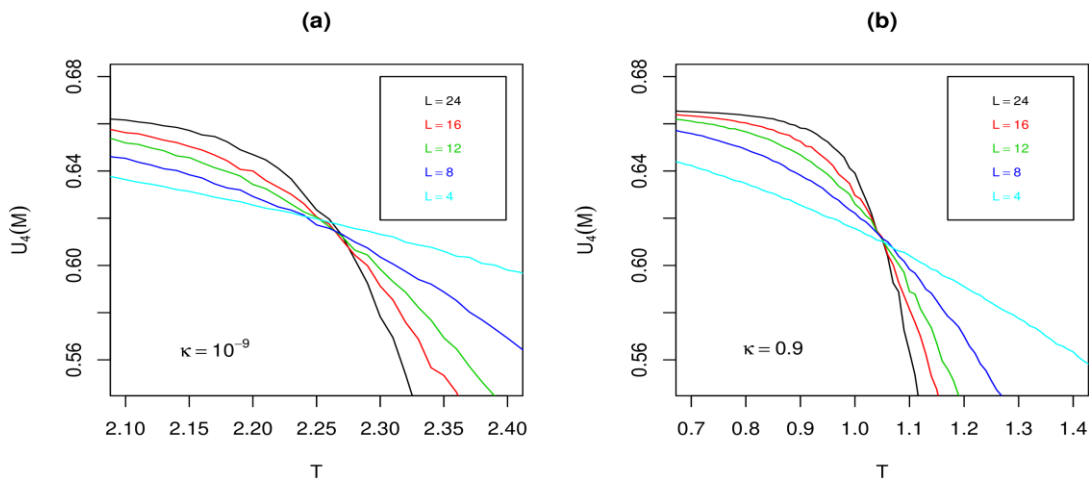 (a)
U₄(M)
0.68
0.64
0.60
0.56
L = 24
L = 16
L = 12
L = 8
L = 4
κ = 10⁻⁹
2.10 2.15 2.20 2.25 2.30 2.35 2.40
T
(b)
U₄(M)
0.68
0.64
0.60
0.56
L = 24
L = 16
L = 12
L = 8
L = 4
κ = 0.9
0.7 0.8 0.9 1.0 1.1 1.2 1.3 1.4
T